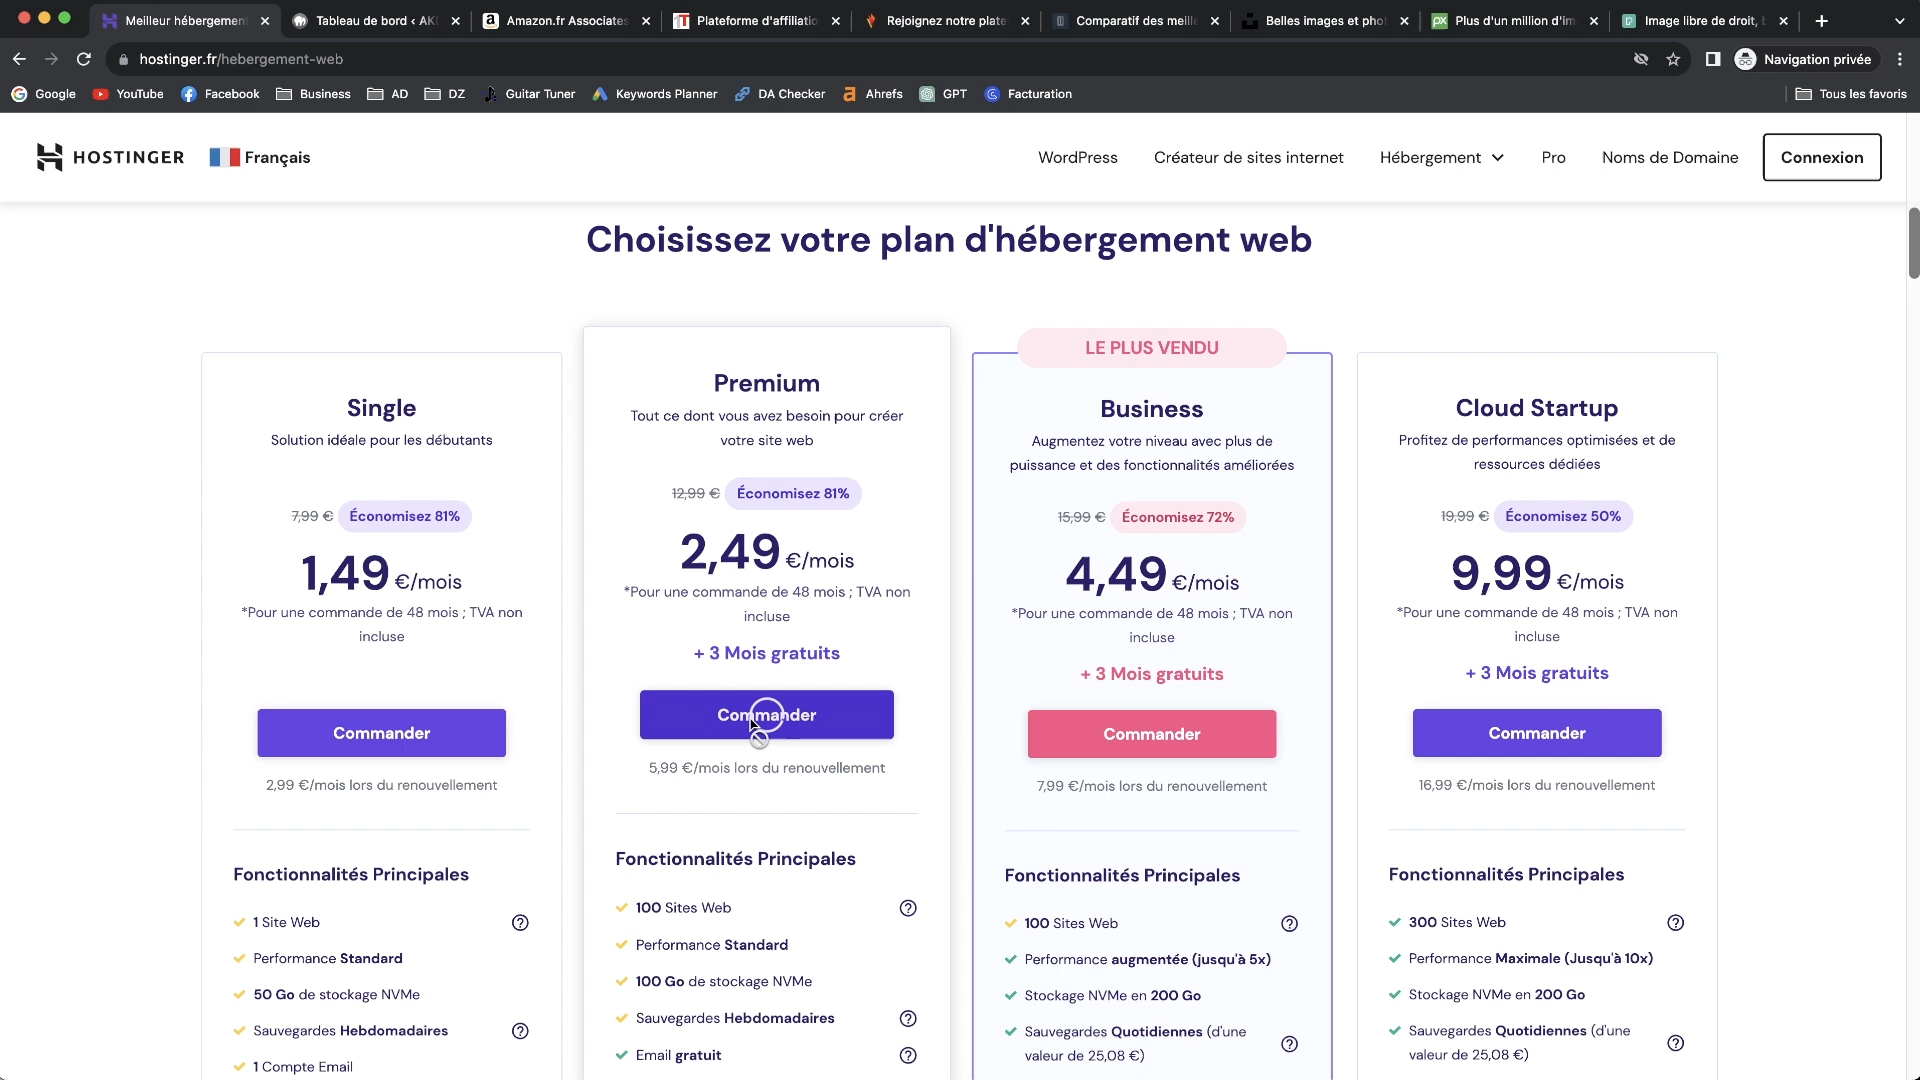 Meilleur hébergement
Tableau de bord ‹ AKI
Amazon.fr Associates
Plateforme d'affiliatio
Rejoignez notre plate
Comparatif des meille
Belles images et phot
Plus d'un million d'im
Image libre de droit,
hostinger.fr/hebergement-web
Navigation privée
Google
YouTube
Facebook
Business
AD
DZ
Guitar Tuner
Keywords Planner
DA Checker
Ahrefs
GPT
Facturation
Tous les favoris
HOSTINGER
Français
WordPress
Créateur de sites internet
Hébergement
Pro
Noms de Domaine
Connexion
Choisissez votre plan d'hébergement web
Single
Solution idéale pour les débutants
7,99 € Économisez 81%
1,49 €/mois
*Pour une commande de 48 mois ; TVA non
incluse
Commander
2,99 €/mois lors du renouvellement
Fonctionnalités Principales
1 Site Web
Performance Standard
50 Go de stockage NVMe
Sauvegardes Hebdomadaires
1 Compte Email
Premium
Tout ce dont vous avez besoin pour créer
votre site web
12,99 € Économisez 81%
2,49 €/mois
*Pour une commande de 48 mois ; TVA non
incluse
+ 3 Mois gratuits
Commander
5,99 €/mois lors du renouvellement
Fonctionnalités Principales
100 Sites Web
Performance Standard
100 Go de stockage NVMe
Sauvegardes Hebdomadaires
Email gratuit
LE PLUS VENDU
Business
Augmentez votre niveau avec plus de
puissance et des fonctionnalités améliorées
15,99 € Économisez 72%
4,49 €/mois
*Pour une commande de 48 mois ; TVA non
incluse
+ 3 Mois gratuits
Commander
7,99 €/mois lors du renouvellement
Fonctionnalités Principales
100 Sites Web
Performance augmentée (jusqu'à 5x)
Stockage NVMe en 200 Go
Sauvegardes Quotidiennes (d'une
valeur de 25,08 €)
Cloud Startup
Profitez de performances optimisées et de
ressources dédiées
19,99 € Économisez 50%
9,99 €/mois
*Pour une commande de 48 mois ; TVA non
incluse
+ 3 Mois gratuits
Commander
16,99 €/mois lors du renouvellement
Fonctionnalités Principales
300 Sites Web
Performance Maximale (Jusqu'à 10x)
Stockage NVMe en 200 Go
Sauvegardes Quotidiennes (d'une
valeur de 25,08 €)